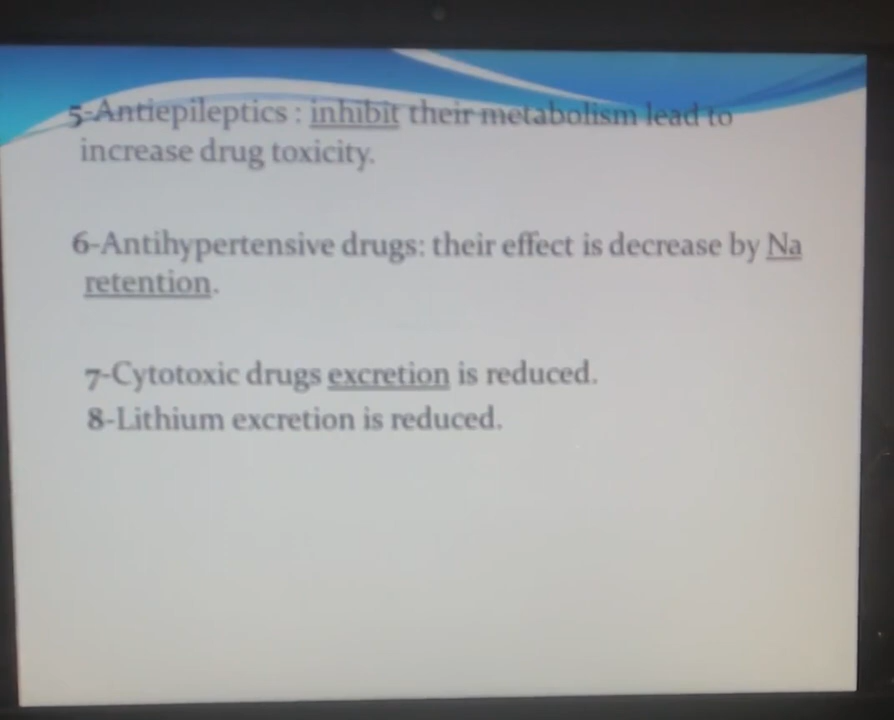 5-Antiepileptics : inhibit their metabolism lead to
increase drug toxicity.
6-Antihypertensive drugs: their effect is decrease by Na
retention.
7-Cytotoxic drugs excretion is reduced.
8-Lithium excretion is reduced.